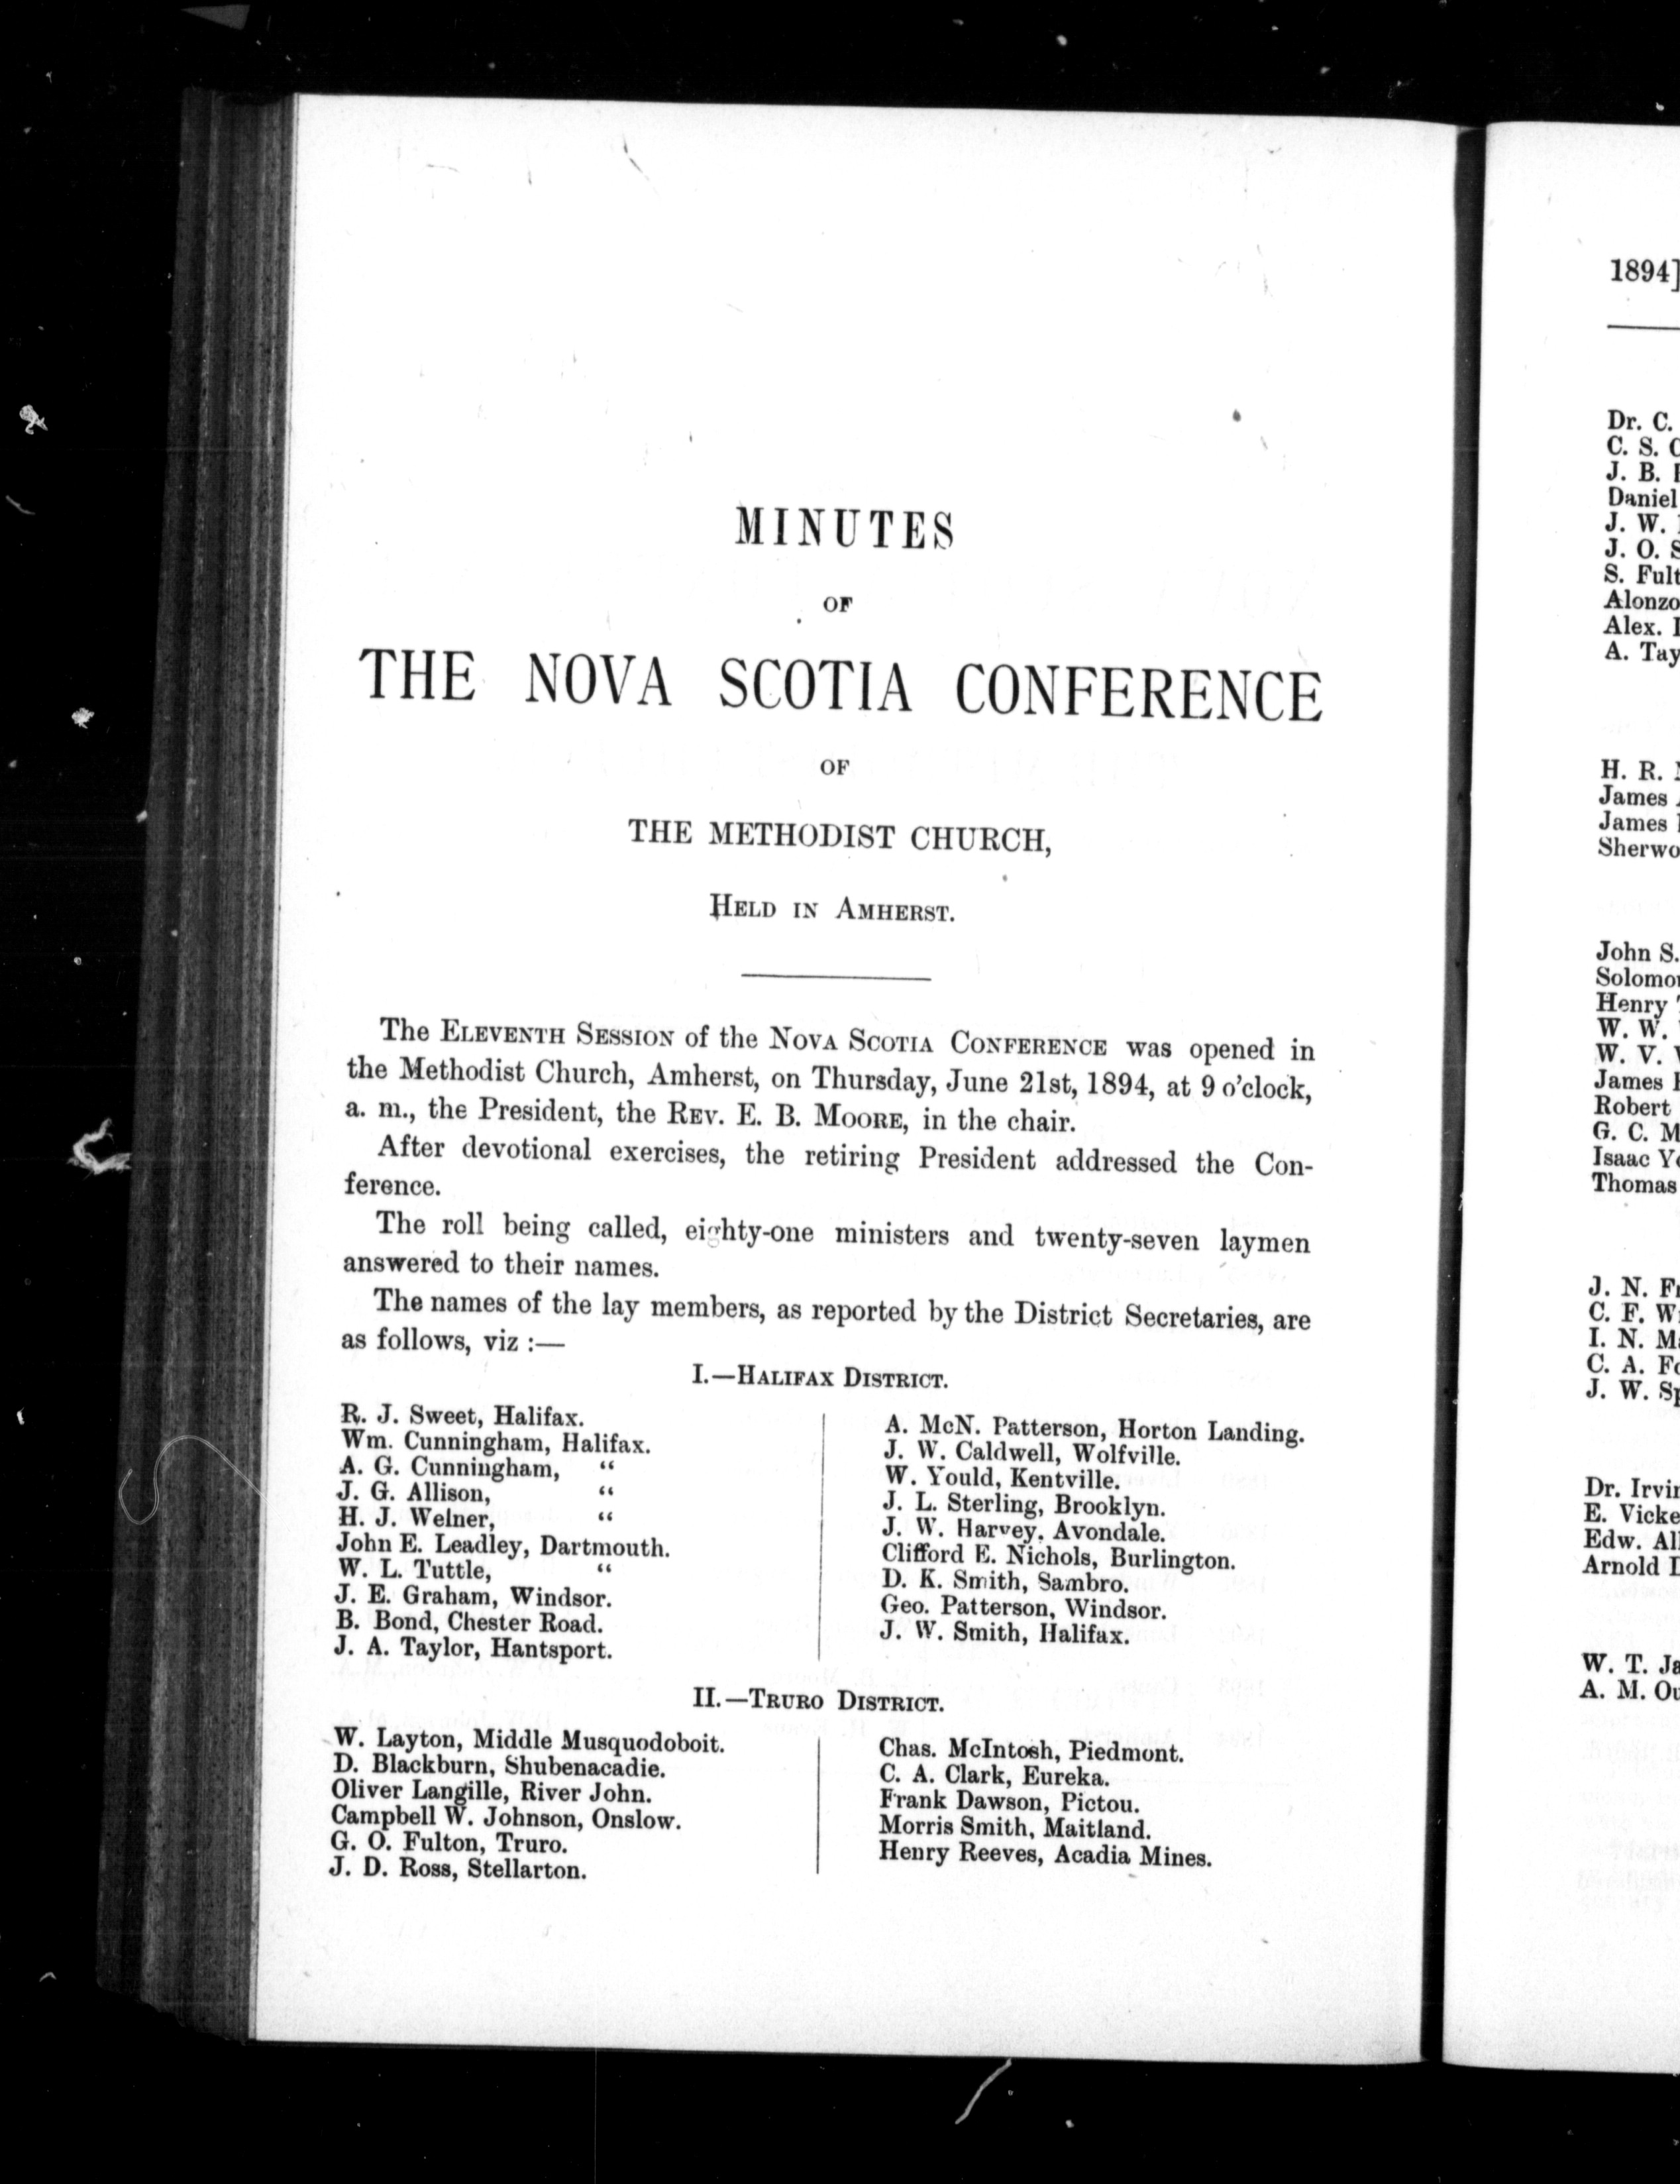 MINUTES
OF
THE NOVA SCOTIA CONFERENCE
OF
THE METHODIST CHURCH,
HELD IN AMHERST.
The ELEVENTH SESSION of the NOVA SCOTIA CONFERENCE was opened in
the Methodist Church, Amherst, on Thursday, June 21st, 1894, at 9 o'clock,
a. m., the President, the REV. E. B. MOORE, in the chair.
After devotional exercises, the retiring President addressed the Con-
ference.
The roll being called, eighty-one ministers and twenty-seven laymen
answered to their names.
The names of the lay members, as reported by the District Secretaries, are
as follows, viz :—
I.—HALIFAX DISTRICT.
R. J. Sweet, Halifax.
Wm. Cunningham, Halifax.
A. G. Cunningham, "
J. G. Allison, "
H. J. Welner, "
John E. Leadley, Dartmouth.
W. L. Tuttle, "
J. E. Graham, Windsor.
B. Bond, Chester Road.
J. A. Taylor, Hantsport.
A. McN. Patterson, Horton Landing.
J. W. Caldwell, Wolfville.
W. Yould, Kentville.
J. L. Sterling, Brooklyn.
J. W. Harvey, Avondale.
Clifford E. Nichols, Burlington.
D. K. Smith, Sambro.
Geo. Patterson, Windsor.
J. W. Smith, Halifax.
II.—TRURO DISTRICT.
W. Layton, Middle Musquodoboit.
D. Blackburn, Shubenacadie.
Oliver Langille, River John.
Campbell W. Johnson, Onslow.
G. O. Fulton, Truro.
J. D. Ross, Stellarton.
Chas. McIntosh, Piedmont.
C. A. Clark, Eureka.
Frank Dawson, Pictou.
Morris Smith, Maitland.
Henry Reeves, Acadia Mines.
1894]
Dr. C.
C. S.
J. B.
Daniel
J. W.
J. O.
S.
Alonzo
Alex.
A.
H. R.
James
James
John S.
Henry
W. W.
W. V.
James
Robert
G. C.
Isaac
Thomas
J. N.
C. F.
I. N.
C. A.
J. W.
Dr.
E.
Edw.
Arnold
W. T.
A. M.